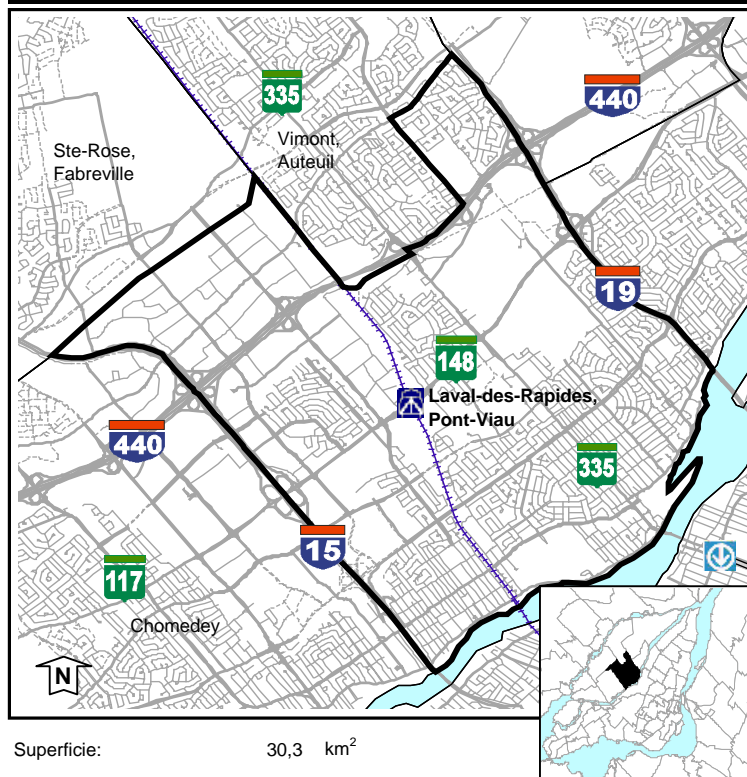 335
440
Ste-Rose,
Fabreville
Vimont,
Auteuil
19
148
Laval-des-Rapides,
Pont-Viau
440
335
15
117
Chomedey
N
Superficie: 30,3 km²